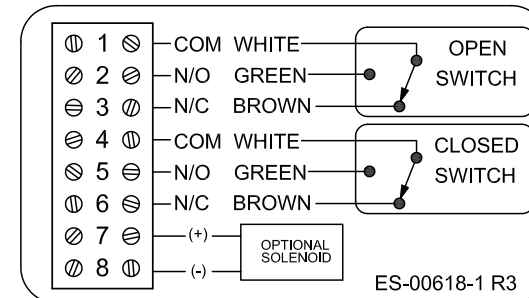 1 COM WHITE
OPEN
SWITCH
2 N/O GREEN
3 N/C BROWN
4 COM WHITE
CLOSED
SWITCH
5 N/O GREEN
6 N/C BROWN
7 (+)
OPTIONAL
SOLENOID
8 (-)
ES-00618-1 R3